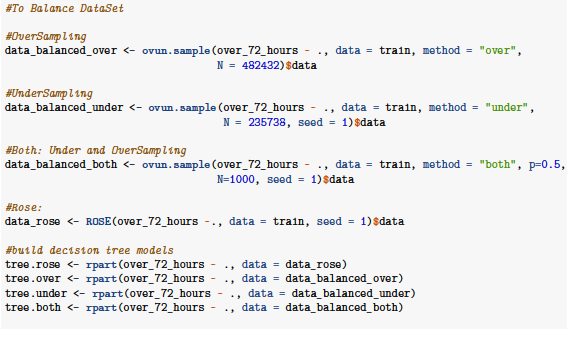 #To Balance DataSet
#OverSampling
data_balanced_over <- ovun.sample(over_72_hours ~ ., data = train, method = "over",
N = 482432)$data
#UnderSampling
data_balanced_under <- ovun.sample(over_72_hours ~ ., data = train, method = "under",
N = 235738, seed = 1)$data
#Both: Under and OverSampling
data_balanced_both <- ovun.sample(over_72_hours ~ ., data = train, method = "both", p=0.5,
N=1000, seed = 1)$data
#Rose:
data_rose <- ROSE(over_72_hours ~., data = train, seed = 1)$data
#build decision tree models
tree.rose <- rpart(over_72_hours ~ ., data = data_rose)
tree.over <- rpart(over_72_hours ~ ., data = data_balanced_over)
tree.under <- rpart(over_72_hours ~ ., data = data_balanced_under)
tree.both <- rpart(over_72_hours ~ ., data = data_balanced_both)